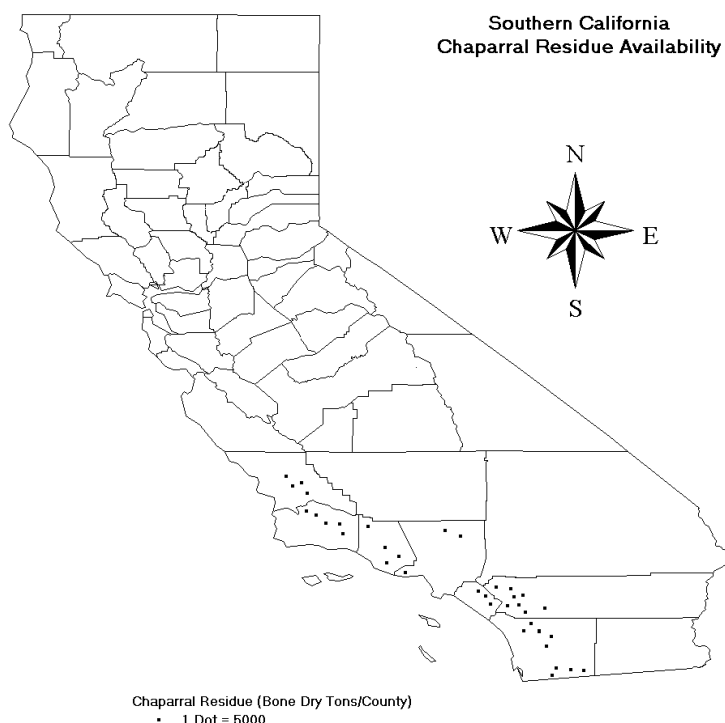 Southern California
Chaparral Residue Availability
N
W E
S
Chaparral Residue (Bone Dry Tons/County)
1 Dot = 5000